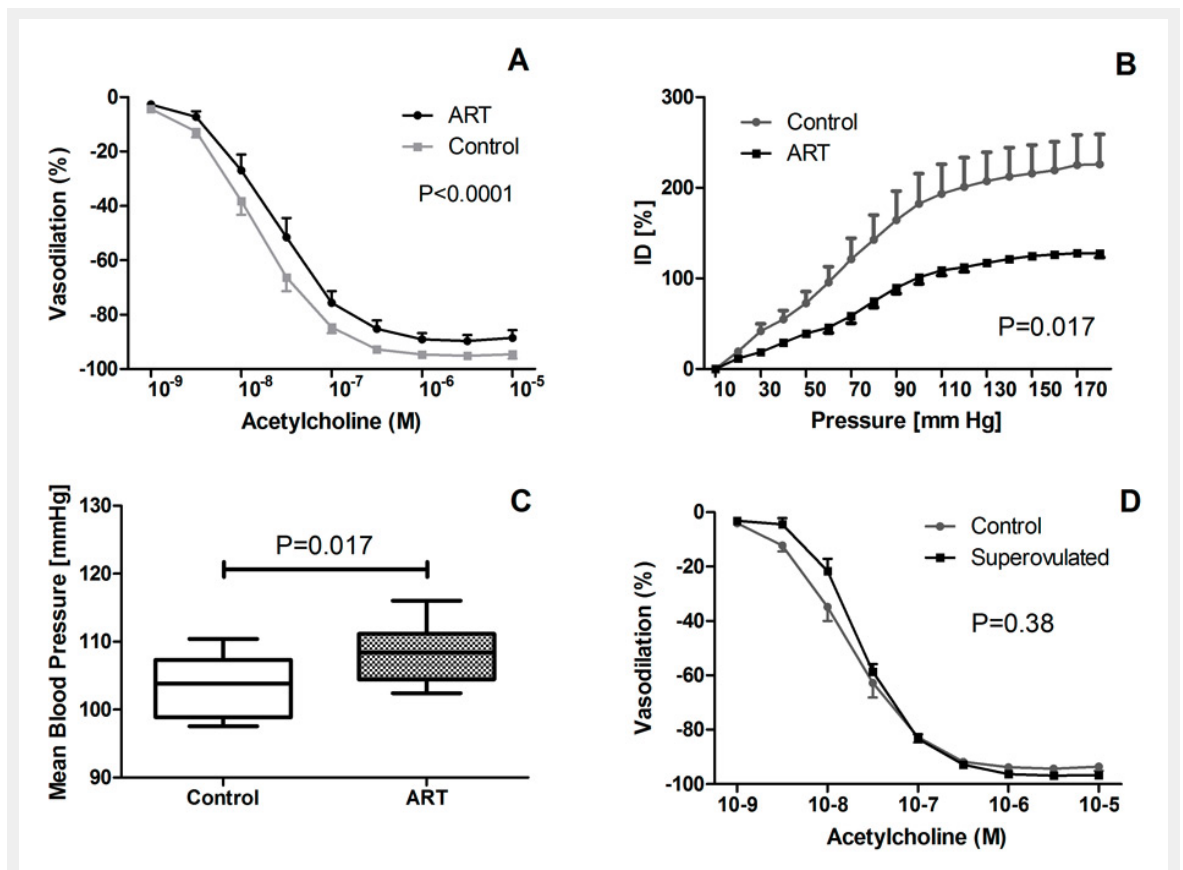 A
0
-20
-40
-60
-80
-100
Vasodilation (%)
ART
Control
P<0.0001
10-9 10-8 10-7 10-6 10-5
Acetylcholine (M)
B
300
200
100
0
ID [%]
Control
ART
P=0.017
10 30 50 70 90 110 130 150 170
Pressure [mm Hg]
C
130
120
110
100
90
Mean Blood Pressure [mmHg]
P=0.017
Control ART
D
0
-20
-40
-60
-80
-100
Vasodilation (%)
Control
Superovulated
P=0.38
10-9 10-8 10-7 10-6 10-5
Acetylcholine (M)